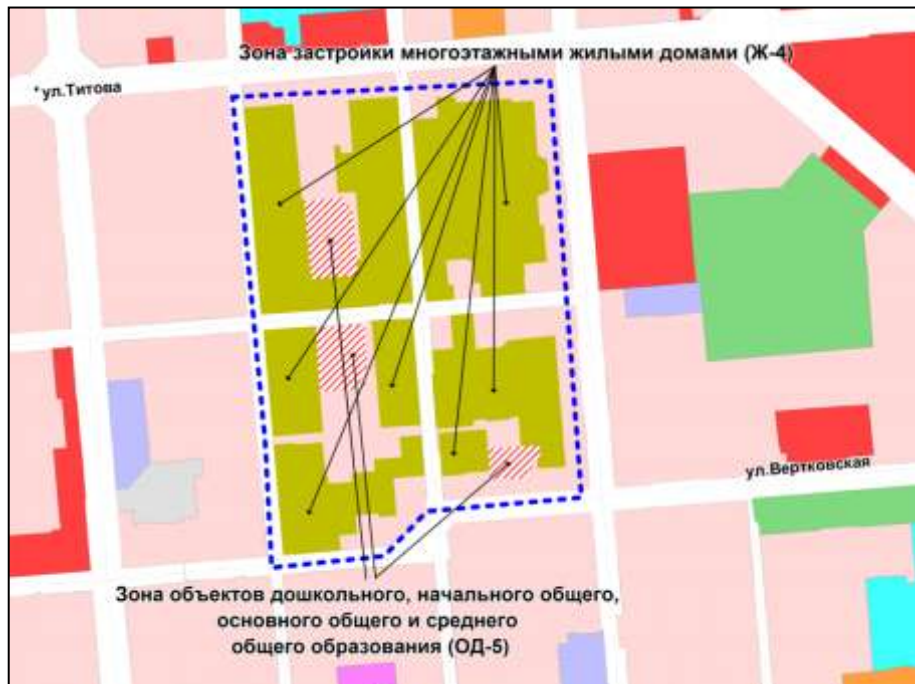 Зона застройки многоэтажными жилыми домами (Ж-4)
ул.Титова
ул.Вертковская
Зона объектов дошкольного, начального общего,
основного общего и среднего
общего образования (ОД-5)